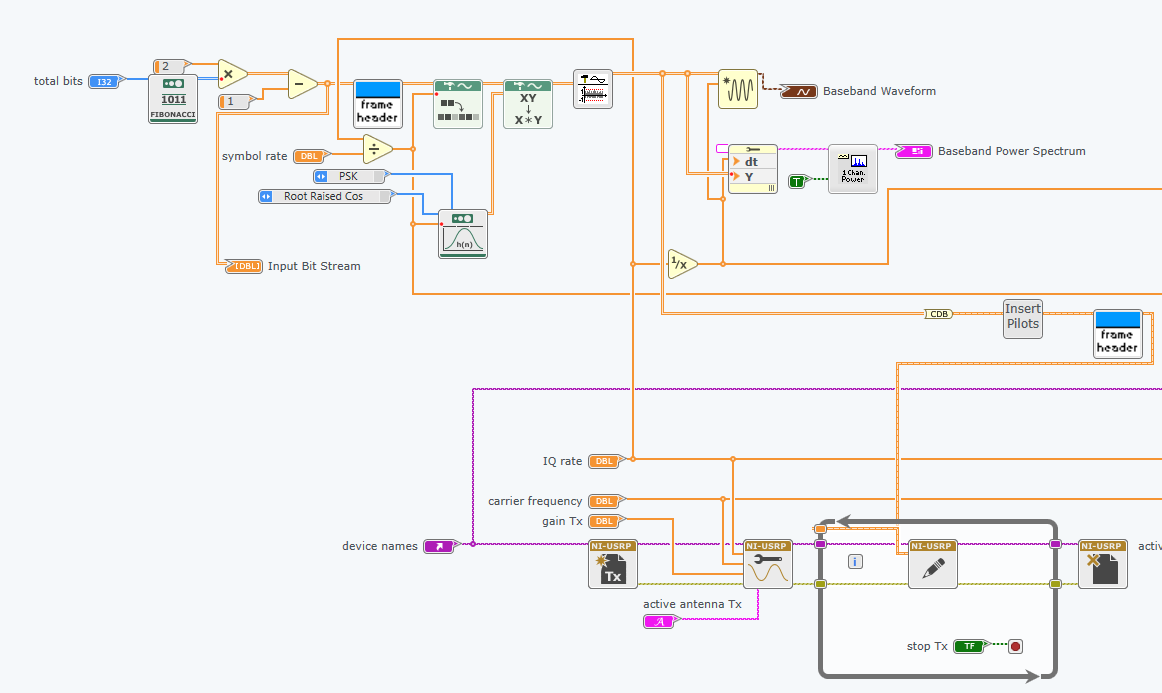 total bits
I32
2
1011
FIBONACCI
×
1
−
frame
header
XY
X*Y
Baseband Waveform
symbol rate
DBL
÷
PSK
Root Raised Cos
h(n)
dt
Y
T
1 Chan.
Power
Baseband Power Spectrum
[DBL]
Input Bit Stream
1/x
CDB
Insert
Pilots
frame
header
IQ rate
DBL
carrier frequency
DBL
gain Tx
DBL
device names
NI-USRP
Tx
NI-USRP
i
NI-USRP
NI-USRP
activ
active antenna Tx
A
stop Tx
TF